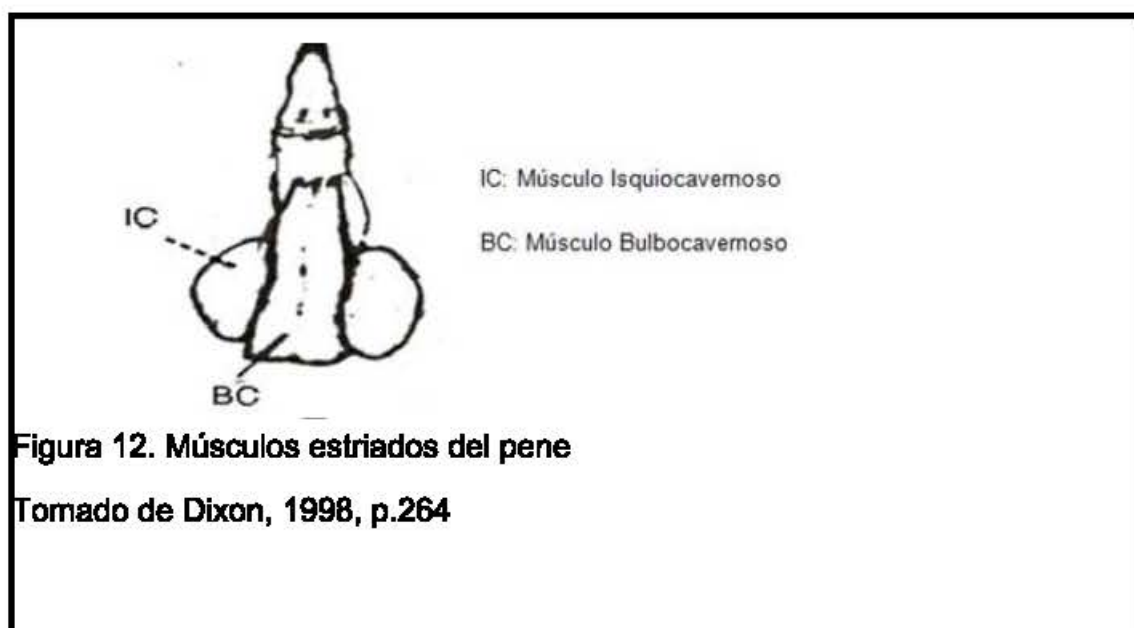 IC
IC: Músculo Isquiocavernoso
BC: Músculo Bulbocavernoso
BC
Figura 12. Músculos estriados del pene
Tomado de Dixon, 1998, p.264